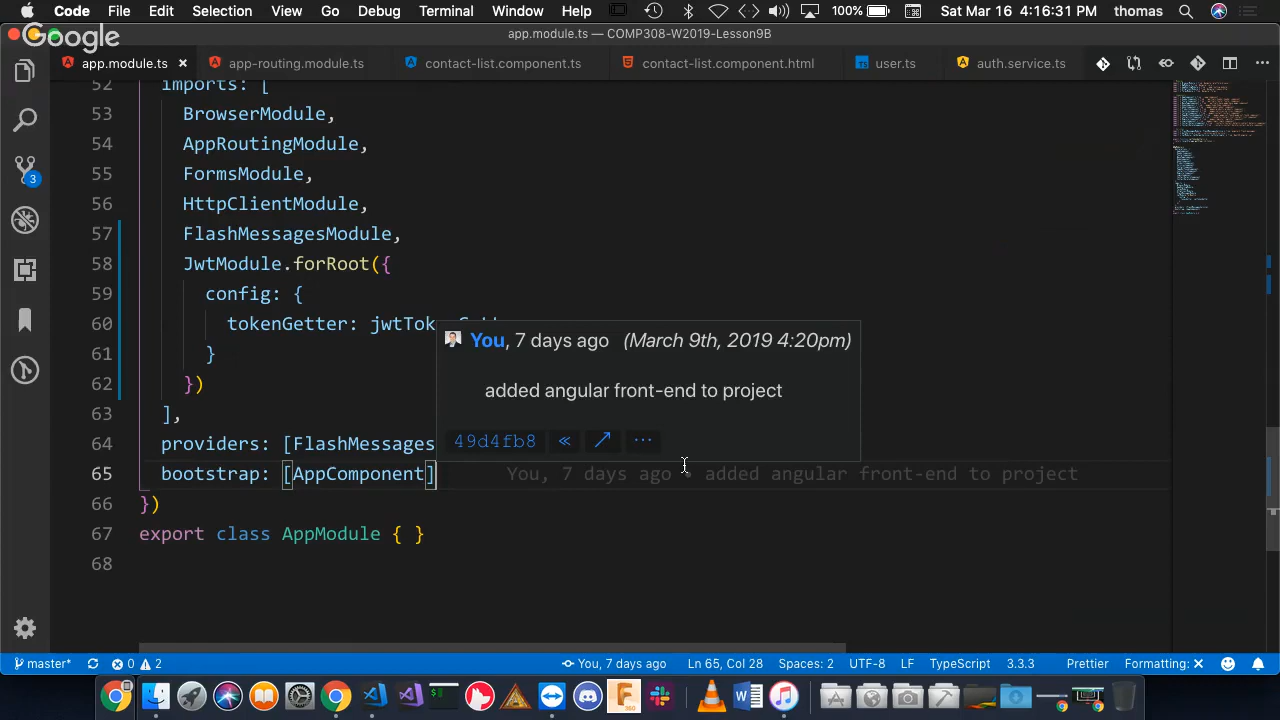 Code File Edit Selection View Go Debug Terminal Window Help 100% Sat Mar 16 4:16:31 PM thomas
app.module.ts — COMP308-W2019-Lesson9B
Google
app.module.ts × app-routing.module.ts contact-list.component.ts contact-list.component.html user.ts auth.service.ts ...
52 imports: [
53 BrowserModule,
54 AppRoutingModule,
55 FormsModule,
56 HttpClientModule,
57 FlashMessagesModule,
58 JwtModule.forRoot({
59 config: {
60 tokenGetter: jwtTok
61 }
62 })
63 ],
64 providers: [FlashMessages
65 bootstrap: [AppComponent] You, 7 days ago • added angular front-end to project
66 })
67 export class AppModule { }
68
You, 7 days ago (March 9th, 2019 4:20pm)
added angular front-end to project
49d4fb8 « ...
3
master* 0 2 You, 7 days ago Ln 65, Col 28 Spaces: 2 UTF-8 LF TypeScript 3.3.3 Prettier Formatting: ×